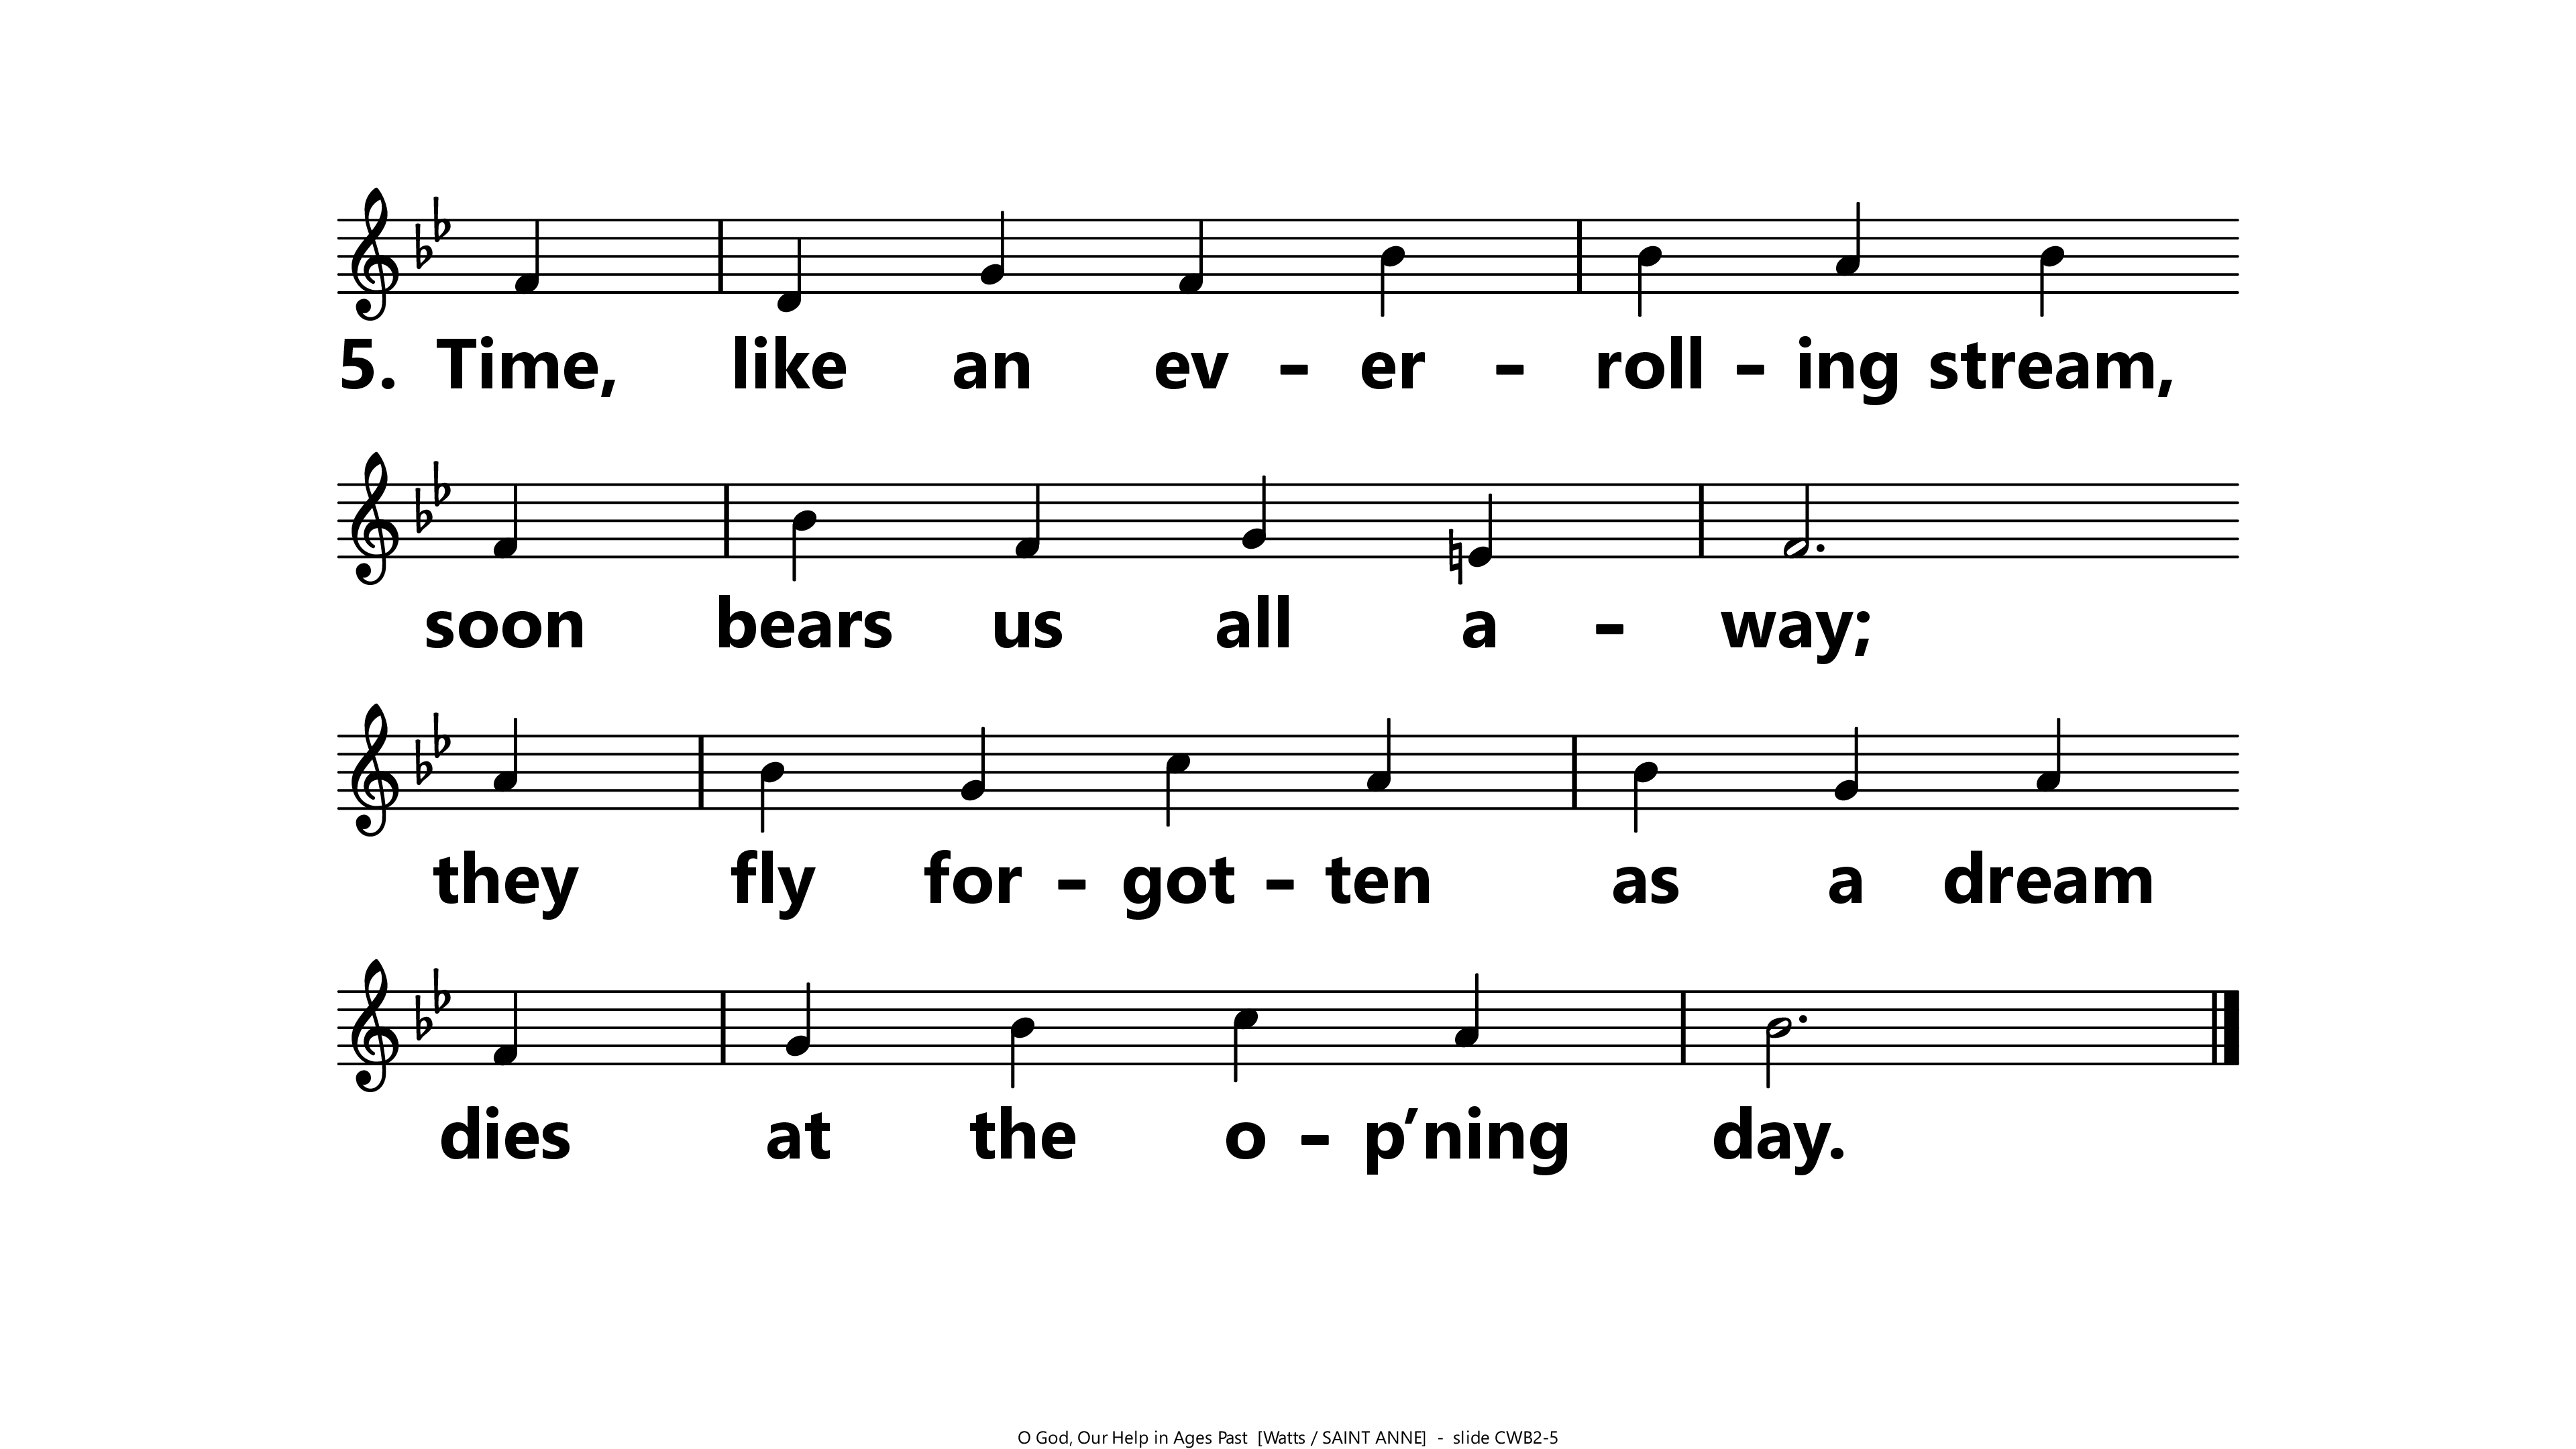 5. Time, like an ev - er - roll - ing stream,
soon bears us all a - way;
they fly for - got - ten as a dream
dies at the o - p’ning day.
O God, Our Help in Ages Past [Watts / SAINT ANNE] - slide CWB2-5